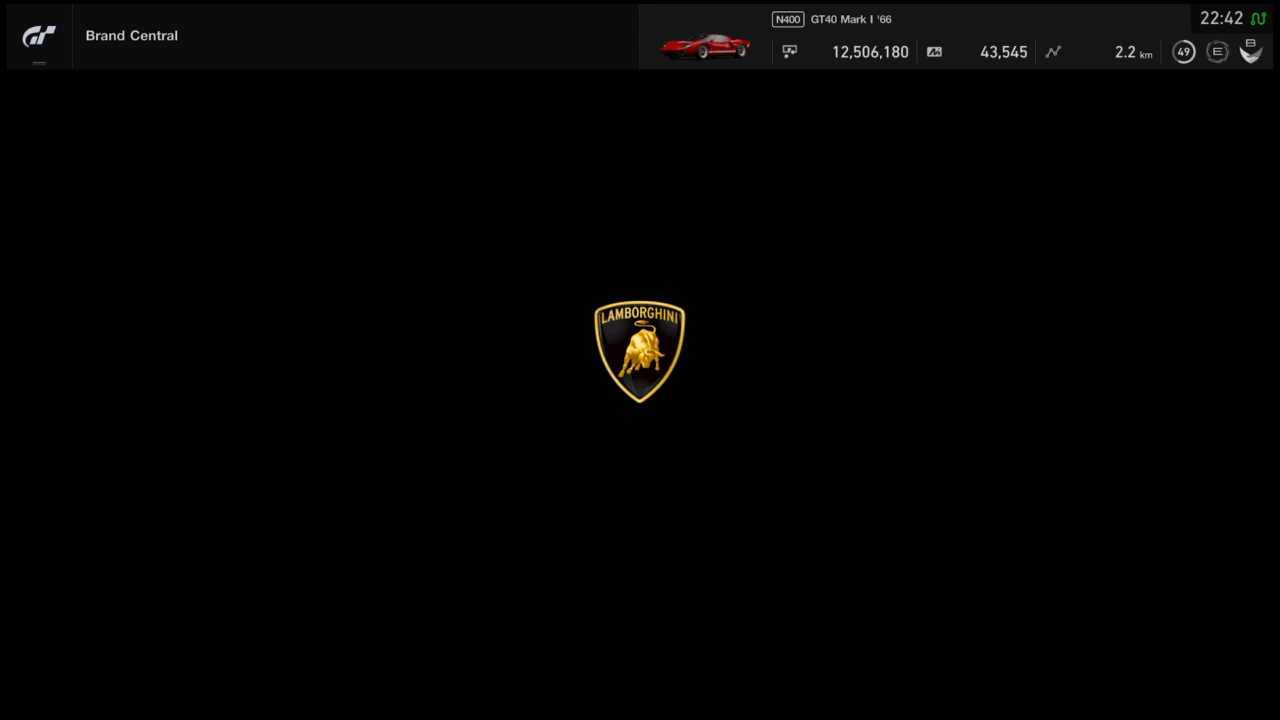 Brand Central
N400 GT40 Mark I '66
22:42
12,506,180
43,545
2.2 km
49
E
B
LAMBORGHINI